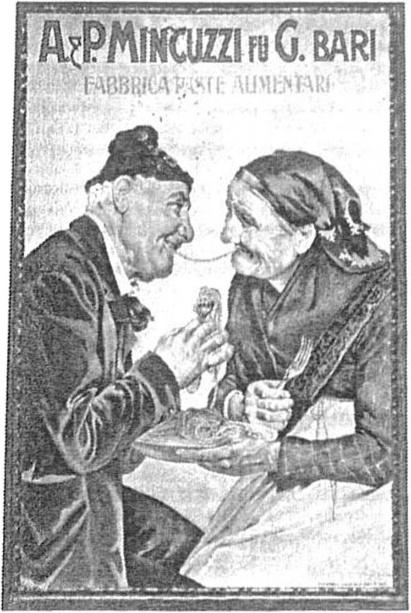 A. & P. MINCUZZI FU G. BARI
FABBRICA PASTE ALIMENTARI